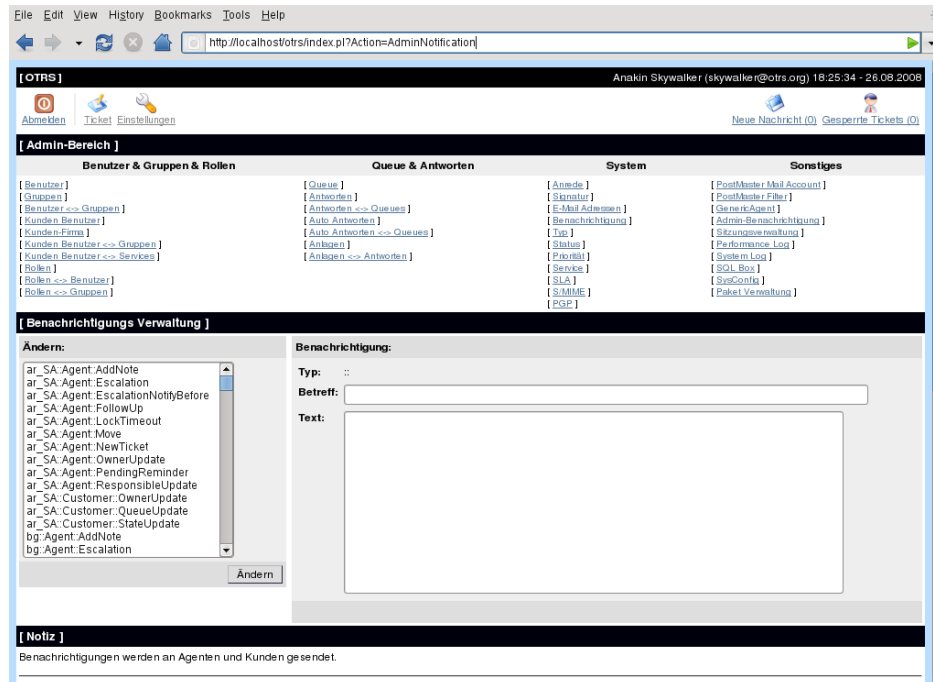 File Edit View History Bookmarks Tools Help
http://localhost/otrs/index.pl?Action=AdminNotification
[ OTRS ] Anakin Skywalker (skywalker@otrs.org) 18:25:34 - 26.08.2008
Abmelden Ticket Einstellungen Neue Nachricht (0) Gesperrte Tickets (0)
[ Admin-Bereich ]
Benutzer & Gruppen & Rollen Queue & Antworten System Sonstiges
[ Benutzer ] [ Queue ] [ Anrede ] [ PostMaster Mail Account ]
[ Gruppen ] [ Antworten ] [ Signatur ] [ PostMaster Filter ]
[ Benutzer <-> Gruppen ] [ Antworten <-> Queues ] [ E-Mail Adressen ] [ GenericAgent ]
[ Kunden Benutzer ] [ Auto Antworten ] [ Benachrichtigung ] [ Admin-Benachrichtigung ]
[ Kunden-Firma ] [ Auto Antworten <-> Queues ] [ Typ ] [ Sitzungsverwaltung ]
[ Kunden Benutzer <-> Gruppen ] [ Anlagen ] [ Status ] [ Performance Log ]
[ Kunden Benutzer <-> Services ] [ Anlagen <-> Antworten ] [ Priorität ] [ System Log ]
[ Rollen ] [ Service ] [ SQL Box ]
[ Rollen <-> Benutzer ] [ SLA ] [ SysConfig ]
[ Rollen <-> Gruppen ] [ S/MIME ] [ Paket Verwaltung ]
[ PGP ]
[ Benachrichtigungs Verwaltung ]
Ändern:
ar_SA::Agent::AddNote
ar_SA::Agent::Escalation
ar_SA::Agent::EscalationNotifyBefore
ar_SA::Agent::FollowUp
ar_SA::Agent::LockTimeout
ar_SA::Agent::Move
ar_SA::Agent::NewTicket
ar_SA::Agent::OwnerUpdate
ar_SA::Agent::PendingReminder
ar_SA::Agent::ResponsibleUpdate
ar_SA::Customer::OwnerUpdate
ar_SA::Customer::QueueUpdate
ar_SA::Customer::StateUpdate
bg::Agent::AddNote
bg::Agent::Escalation
Ändern
Benachrichtigung:
Typ: ::
Betreff:
Text:
[ Notiz ]
Benachrichtigungen werden an Agenten und Kunden gesendet.